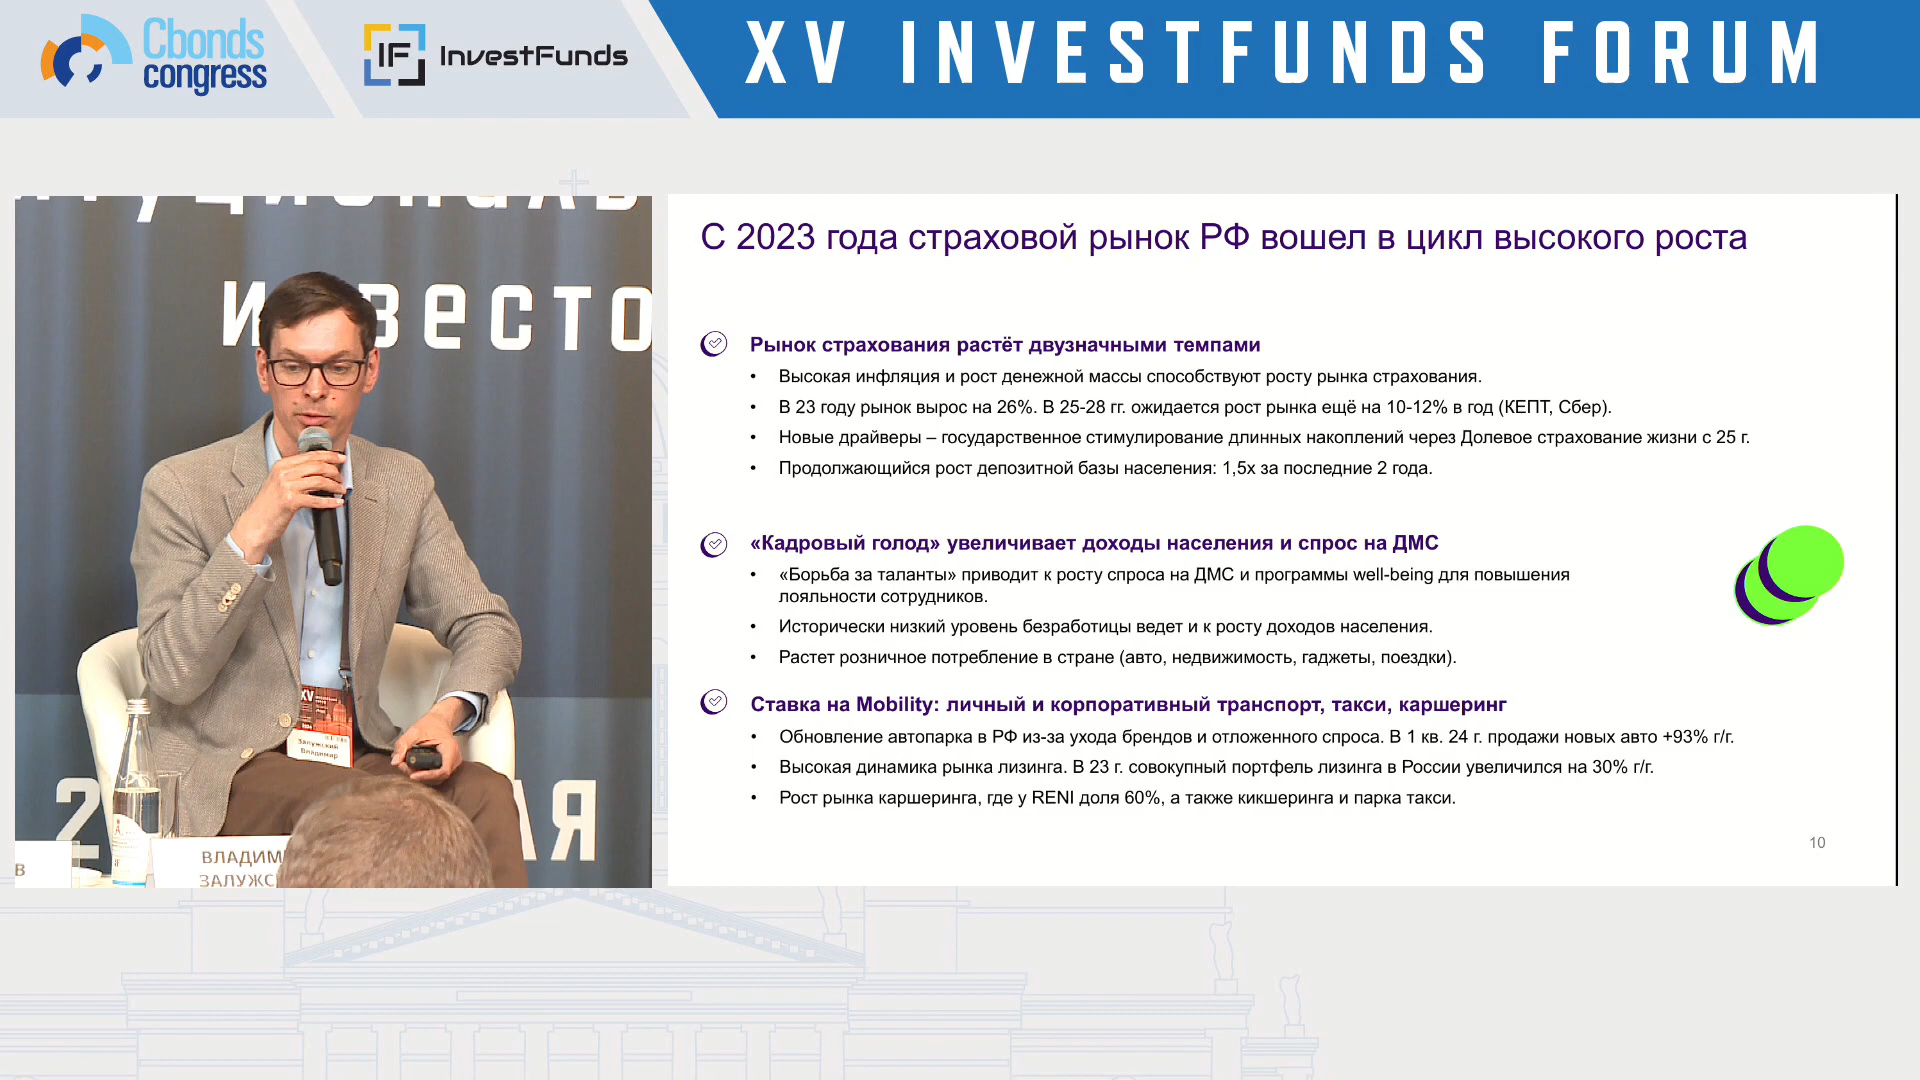 Cbonds
congress
IF InvestFunds
XV INVESTFUNDS FORUM
С 2023 года страховой рынок РФ вошел в цикл высокого роста
Рынок страхования растёт двузначными темпами
• Высокая инфляция и рост денежной массы способствуют росту рынка страхования.
• В 23 году рынок вырос на 26%. В 25-28 гг. ожидается рост рынка ещё на 10-12% в год (КЕПТ, Сбер).
• Новые драйверы – государственное стимулирование длинных накоплений через Долевое страхование жизни с 25 г.
• Продолжающийся рост депозитной базы населения: 1,5х за последние 2 года.
«Кадровый голод» увеличивает доходы населения и спрос на ДМС
• «Борьба за таланты» приводит к росту спроса на ДМС и программы well-being для повышения
лояльности сотрудников.
• Исторически низкий уровень безработицы ведет и к росту доходов населения.
• Растет розничное потребление в стране (авто, недвижимость, гаджеты, поездки).
Ставка на Mobility: личный и корпоративный транспорт, такси, каршеринг
• Обновление автопарка в РФ из-за ухода брендов и отложенного спроса. В 1 кв. 24 г. продажи новых авто +93% г/г.
• Высокая динамика рынка лизинга. В 23 г. совокупный портфель лизинга в России увеличился на 30% г/г.
• Рост рынка каршеринга, где у RENI доля 60%, а также кикшеринга и парка такси.
10
XV
Залужский
Владимир
2
АЯ
В
ВЛАДИМ
ЗАЛУЖС